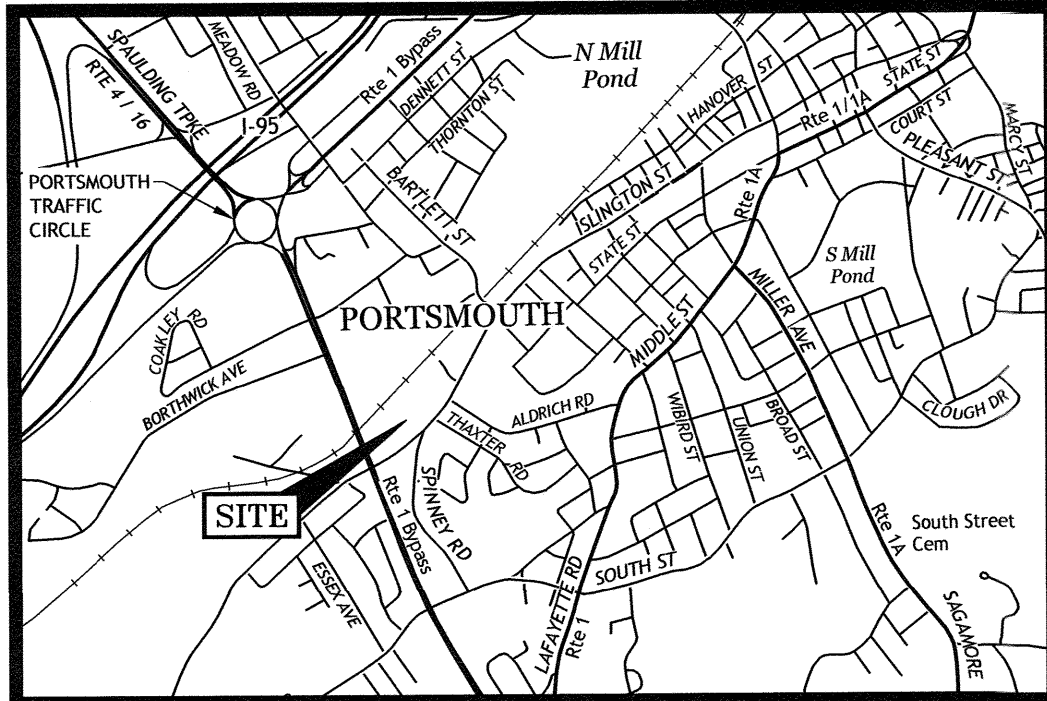 SPAULDING TPKE
RTE 4 / 16
MEADOW RD
I-95
Rte 1 Bypass
DENNETT ST
THORNTON ST
N Mill
Pond
HANOVER ST
STATE ST
Rte 1/1A
COURT ST
MARCY ST
PLEASANT ST
PORTSMOUTH
TRAFFIC
CIRCLE
BARTLETT ST
ISLINGTON ST
Rte 1A
STATE ST
S Mill
Pond
MILLER AVE
PORTSMOUTH
MIDDLE ST
COAKLEY RD
BORTHWICK AVE
ALDRICH RD
THAXTER RD
WIBIRD ST
UNION ST
BROAD ST
CLOUGH DR
SITE
Rte 1 Bypass
SPINNEY RD
ESSEX AVE
SOUTH ST
LAFAYETTE RD
Rte 1
Rte 1A
South Street
Cem
SAGAMORE